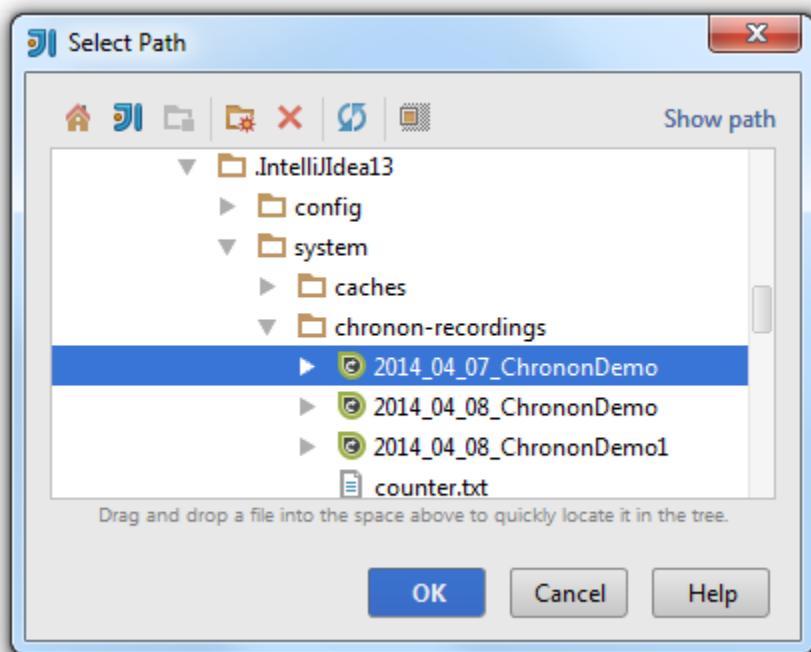 Select Path
Show path
.IntelliJIdea13
config
system
caches
chronon-recordings
2014_04_07_ChrononDemo
2014_04_08_ChrononDemo
2014_04_08_ChrononDemo1
counter.txt
Drag and drop a file into the space above to quickly locate it in the tree.
OK Cancel Help